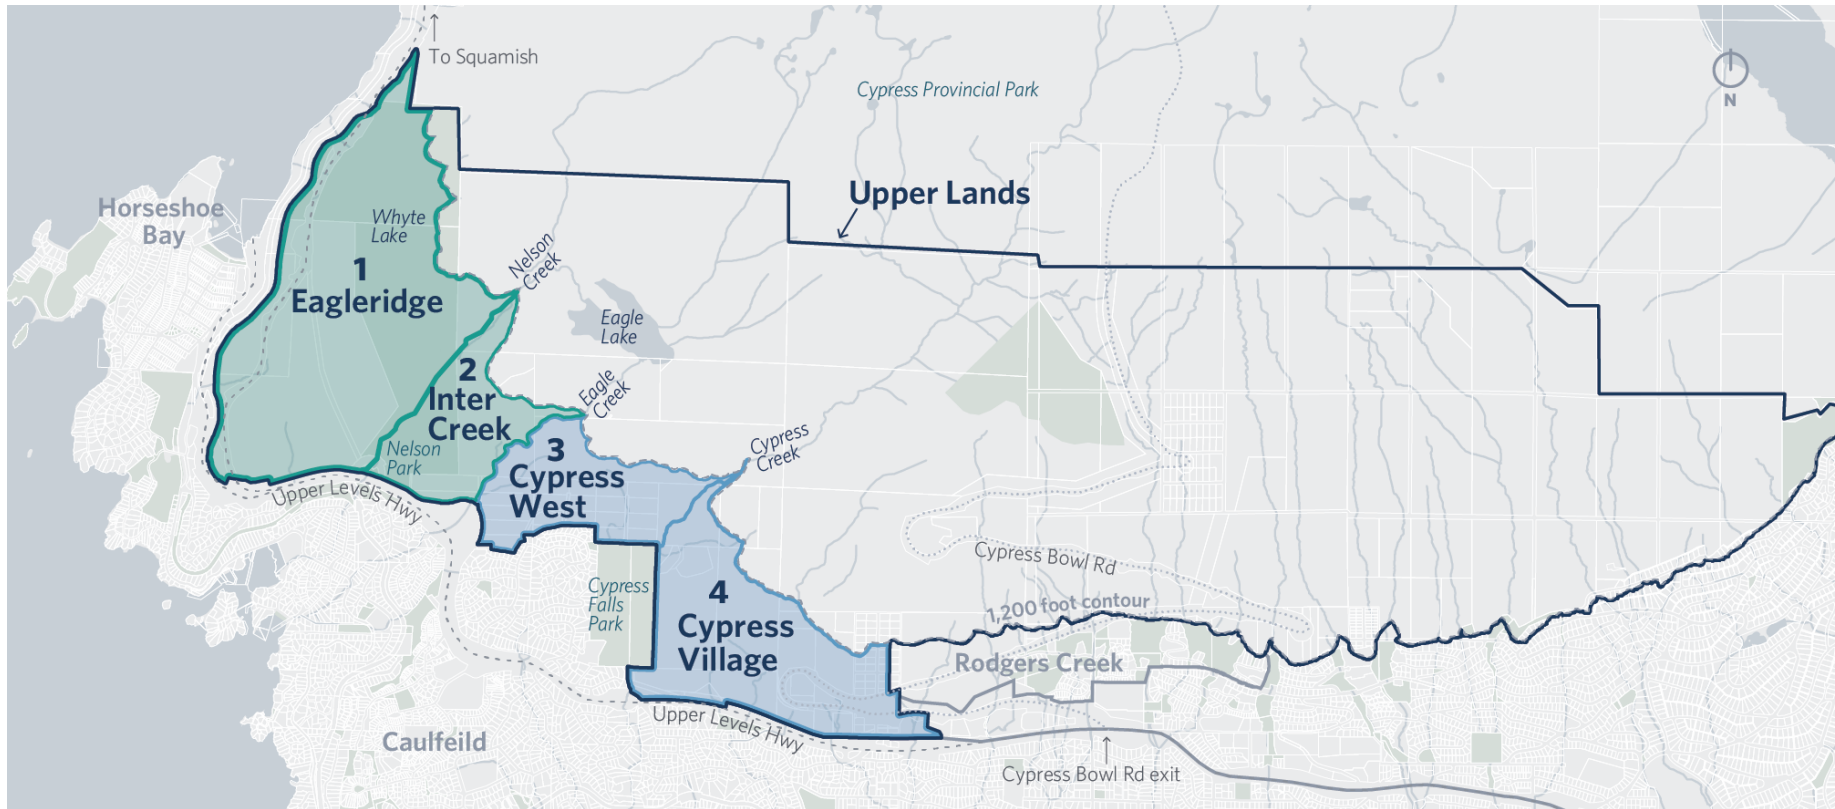 To Squamish
Cypress Provincial Park
N
Horseshoe
Bay
Whyte
Lake
Upper Lands
1
Eagleridge
Nelson
Creek
Eagle
Lake
2
Inter
Creek
Eagle
Creek
Nelson
Park
3
Cypress
West
Cypress
Creek
Upper Levels Hwy
Cypress Bowl Rd
Cypress
Falls
Park
4
Cypress
Village
1,200 foot contour
Rodgers Creek
Upper Levels Hwy
Caulfeild
Cypress Bowl Rd exit